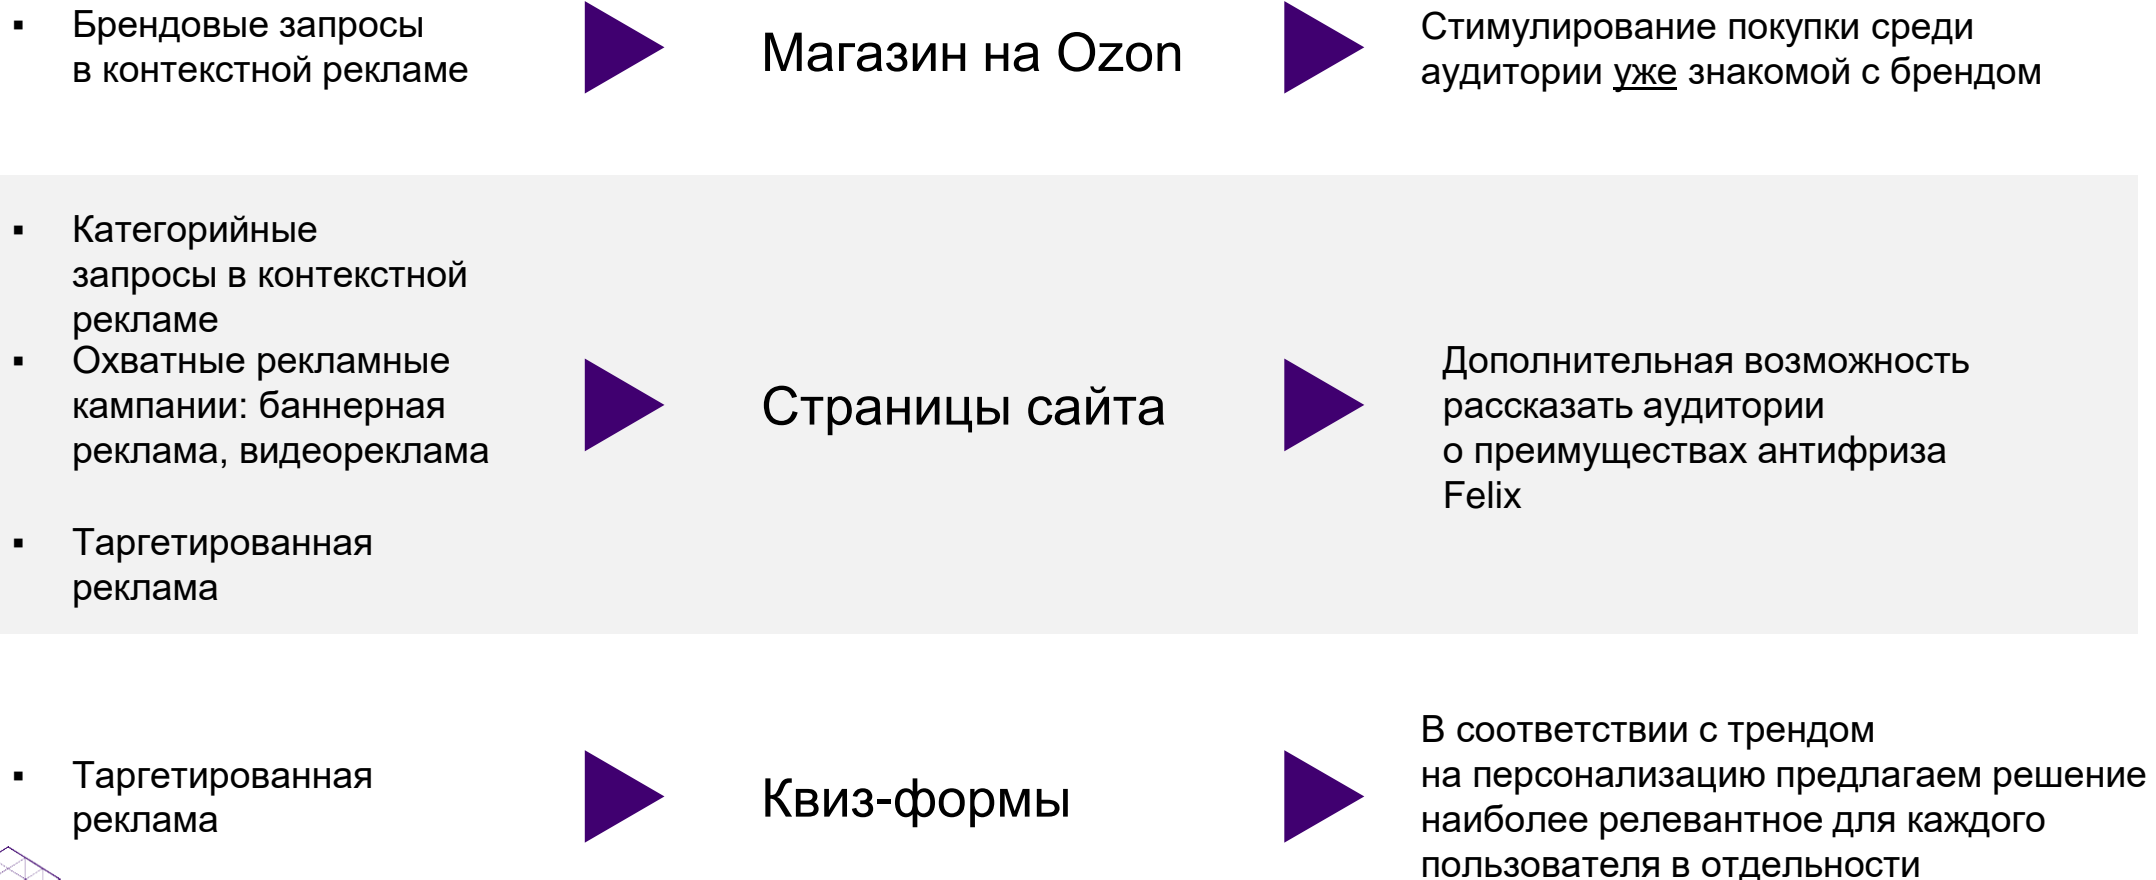 ▪ Брендовые запросы
в контекстной рекламе
Магазин на Ozon
Стимулирование покупки среди
аудитории уже знакомой с брендом
▪ Категорийные
запросы в контекстной
рекламе
▪ Охватные рекламные
кампании: баннерная
реклама, видеореклама
▪ Таргетированная
реклама
Страницы сайта
Дополнительная возможность
рассказать аудитории
о преимуществах антифриза
Felix
▪ Таргетированная
реклама
Квиз-формы
В соответствии с трендом
на персонализацию предлагаем решение
наиболее релевантное для каждого
пользователя в отдельности